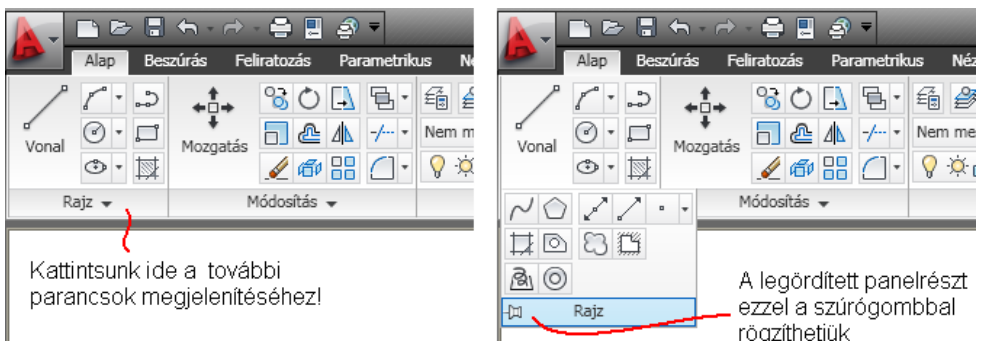 Alap Beszúrás Feliratozás Parametrikus
Vonal
Mozgatás
Nem m
Rajz
Módosítás
Kattintsunk ide a további
parancsok megjelenítéséhez!
Alap Beszúrás Feliratozás Parametrikus Néz
Vonal
Mozgatás
Nem me
Módosítás
Rajz
A legördített panelrészt
ezzel a szúrógombbal
rögzíthetjük